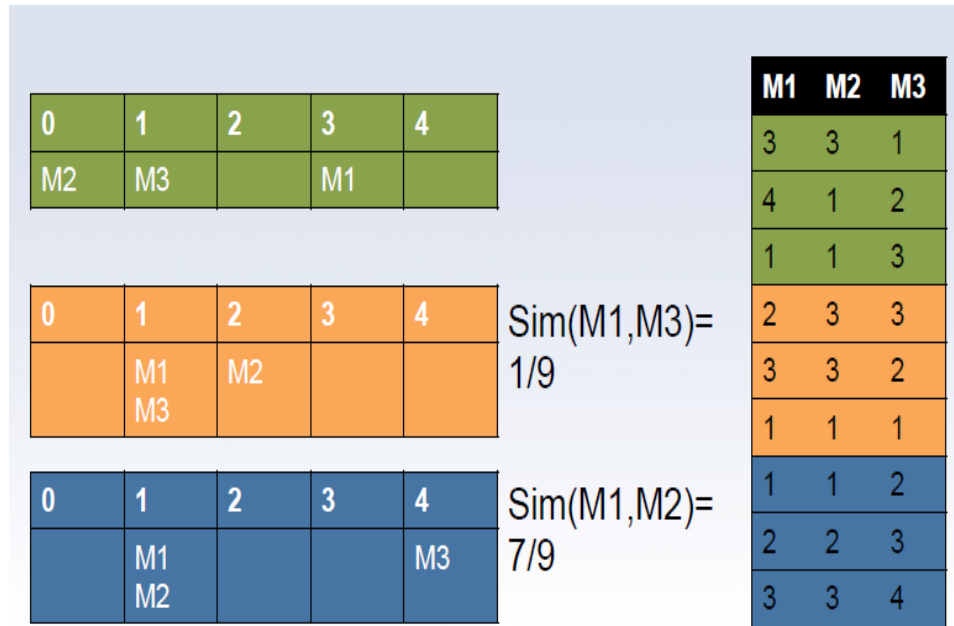 0 1 2 3 4
M2 M3 M1
0 1 2 3 4
M1 M2
M3
Sim(M1,M3)=
1/9
0 1 2 3 4
M1 M3
M2
Sim(M1,M2)=
7/9
M1 M2 M3
3 3 1
4 1 2
1 1 3
2 3 3
3 3 2
1 1 1
1 1 2
2 2 3
3 3 4